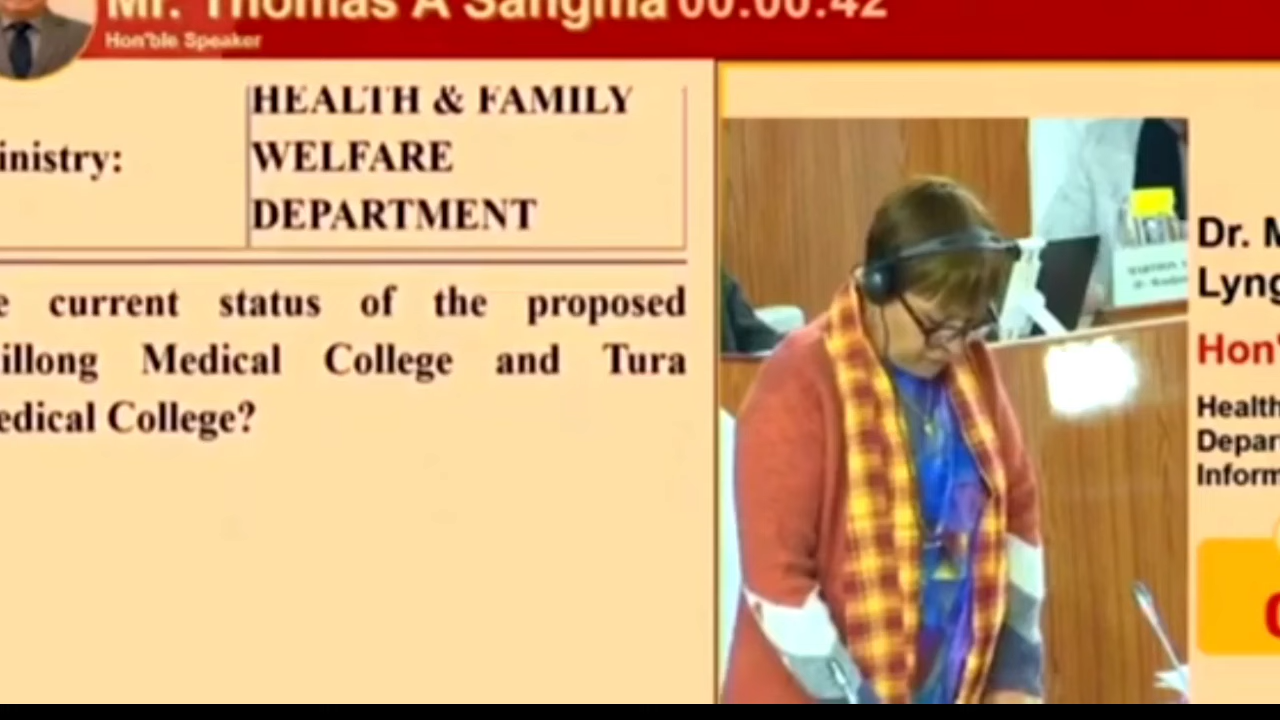 Mr. Thomas A Sangma 00:00:42
Hon'ble Speaker
HEALTH & FAMILY
inistry: WELFARE
DEPARTMENT
e current status of the proposed
illong Medical College and Tura
edical College?
Dr. M
Lyng
Hon'
Health
Depar
Inform